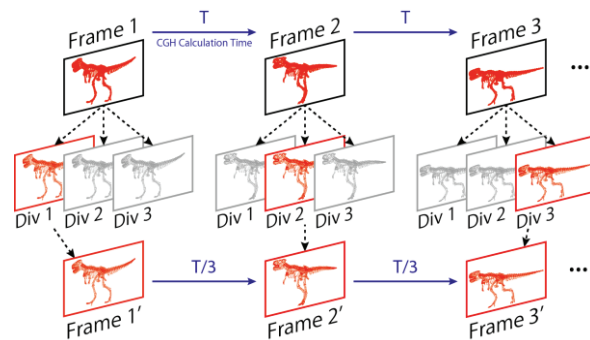 Frame 1
T
CGH Calculation Time
Frame 2
T
Frame 3
...
Div 1
Div 2
Div 3
Div 1
Div 2
Div 3
Div 1
Div 2
Div 3
Frame 1'
T/3
Frame 2'
T/3
Frame 3'
...